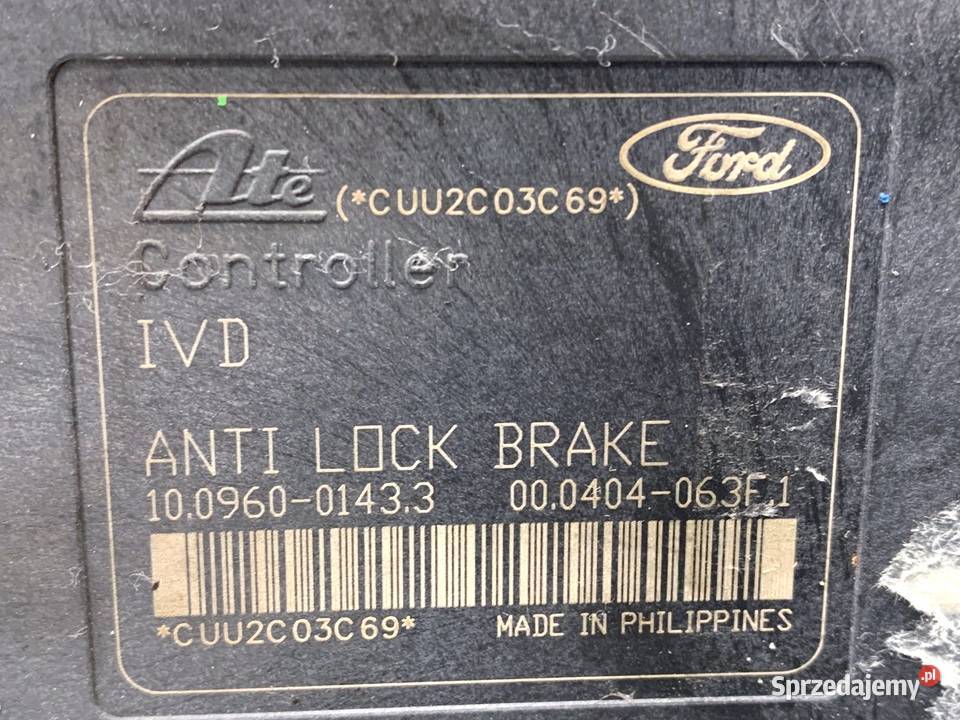 Ate
Ford
(*CUU2C03C69*)
Controller
IVD
ANTI LOCK BRAKE
10.0960-0143.3 00.0404-063F.1
*CUU2C03C69* MADE IN PHILIPPINES
Sprzedajemy.pl